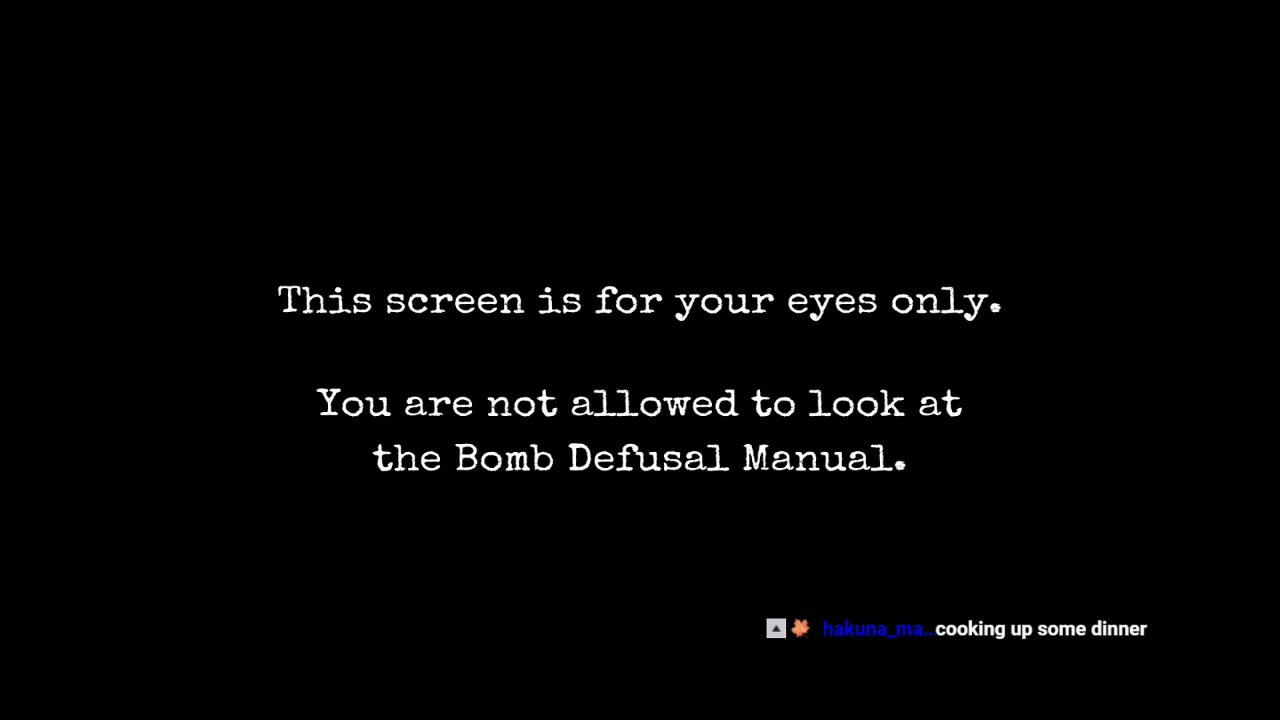 This screen is for your eyes only.
You are not allowed to look at
the Bomb Defusal Manual.
hakuna_ma… cooking up some dinner